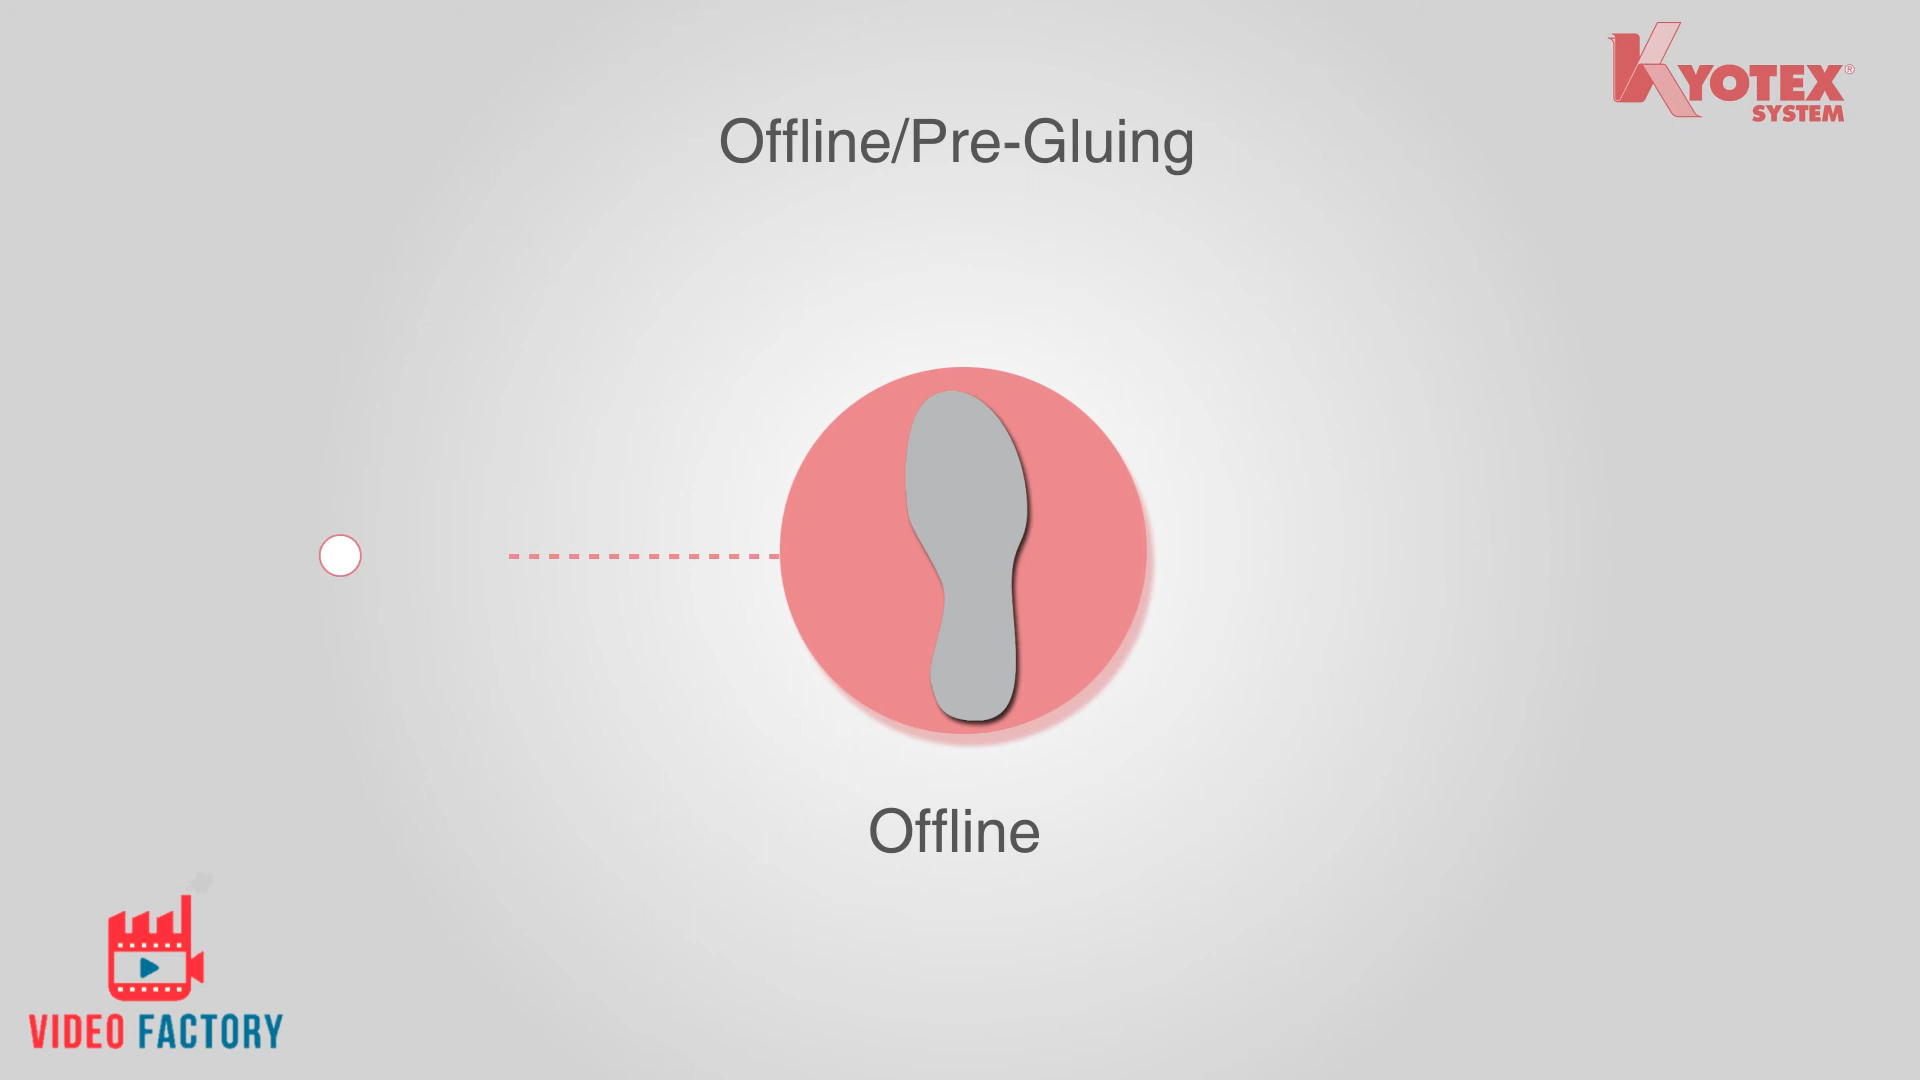 KYOTEX®
SYSTEM
Offline/Pre-Gluing
Offline
VIDEO FACTORY